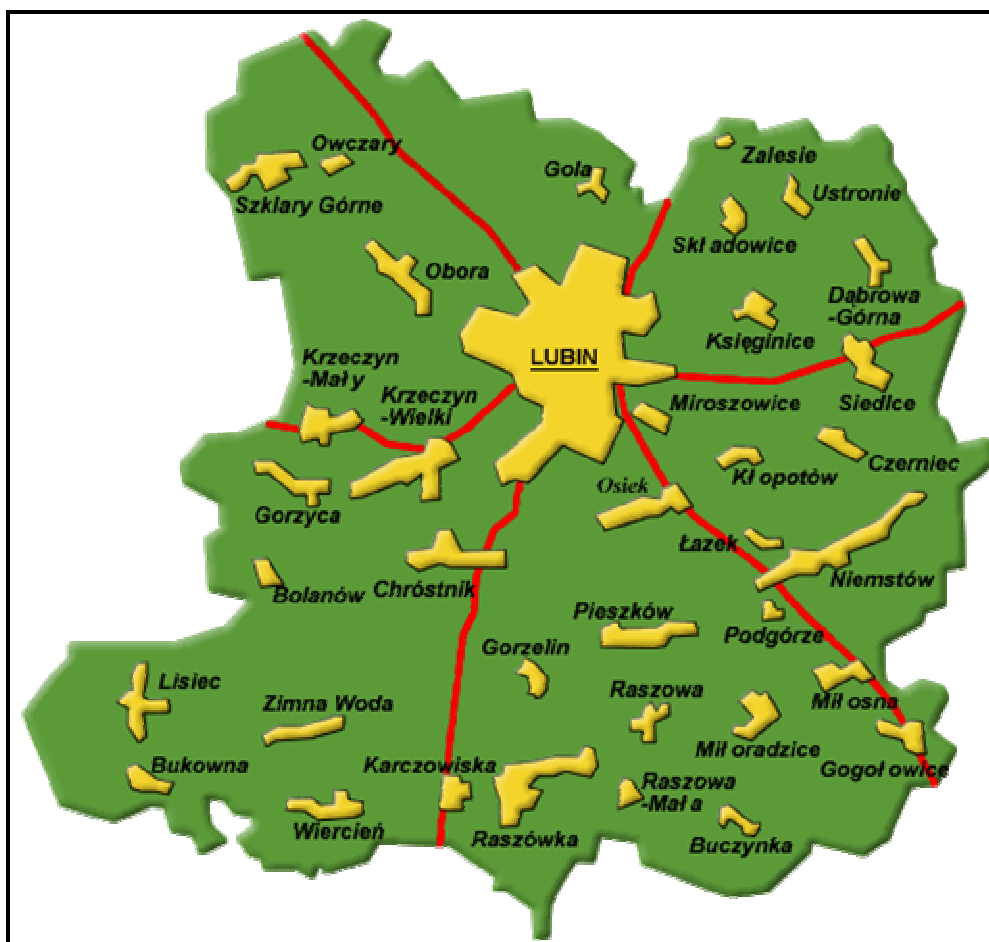 Owczary
Zalesie
Gola
Ustronie
Szklary Górne
Skł adowice
Obora
Dąbrowa
-Górna
Księginice
LUBIN
Krzeczyn
-Mały
Krzeczyn
-Wielki
Miroszowice
Siedlce
Czerniec
Kł opotów
Osiek
Gorzyca
Łazek
Niemstów
Chróstnik
Bolanów
Pieszków
Podgórze
Gorzelin
Lisiec
Raszowa
Mił osna
Zimna Woda
Mił oradzice
Gogoł owice
Bukowna
Karczowiska
Raszowa
-Mał a
Wiercień
Raszówka
Buczynka